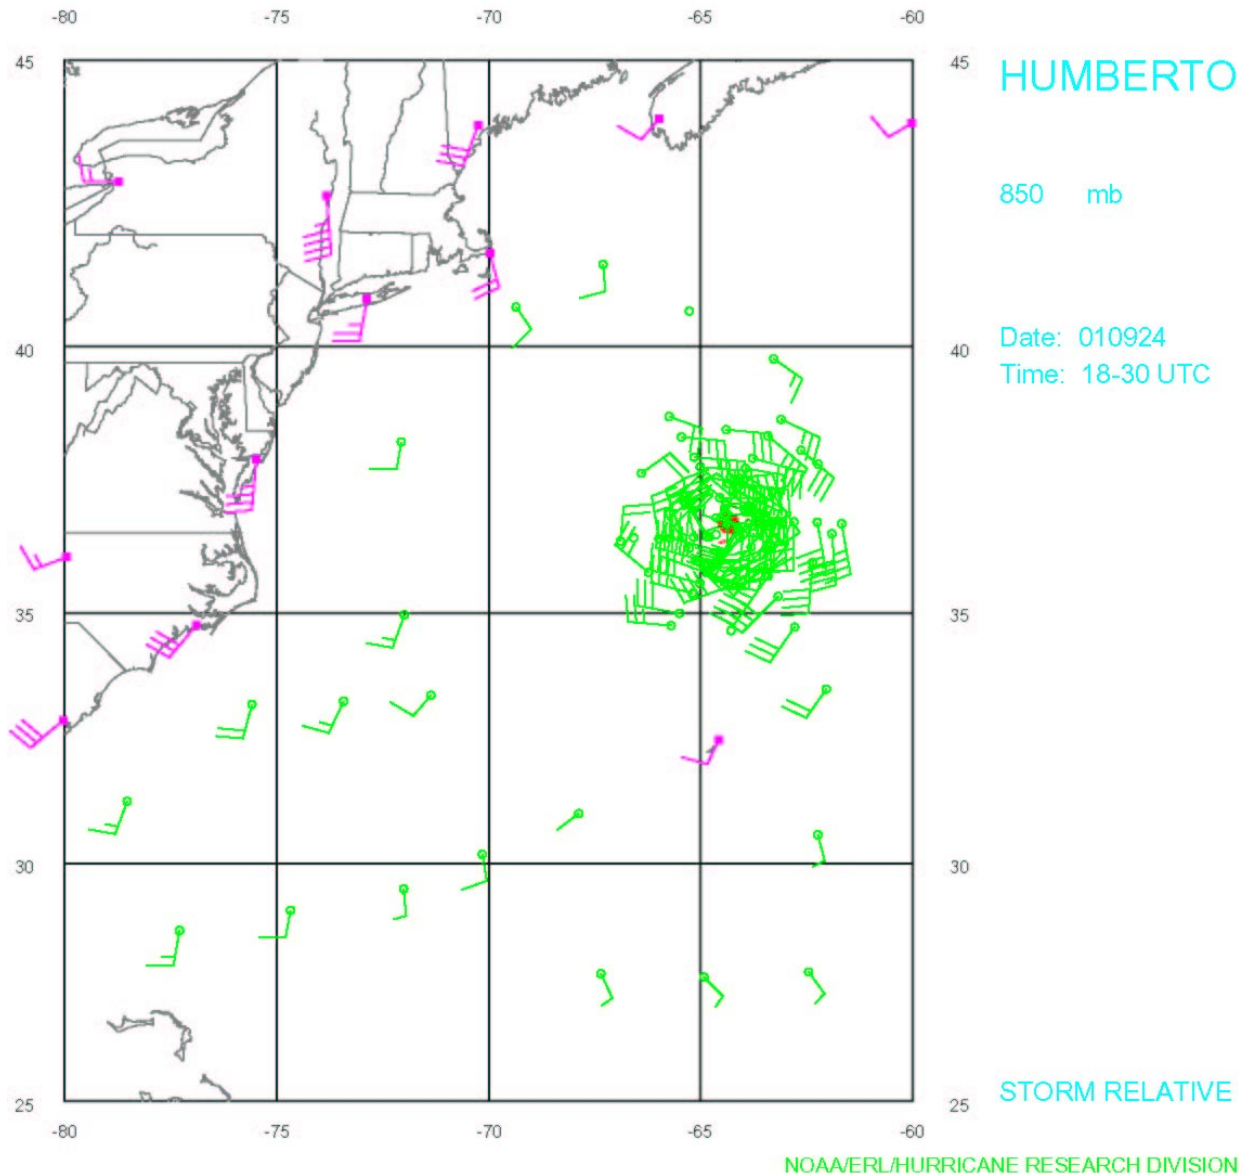 -80 -75 -70 -65 -60
45 45
HUMBERTO
850 mb
40 40
Date: 010924
Time: 18-30 UTC
35 35
30 30
25 25
STORM RELATIVE
-80 -75 -70 -65 -60
NOAA/ERL/HURRICANE RESEARCH DIVISION